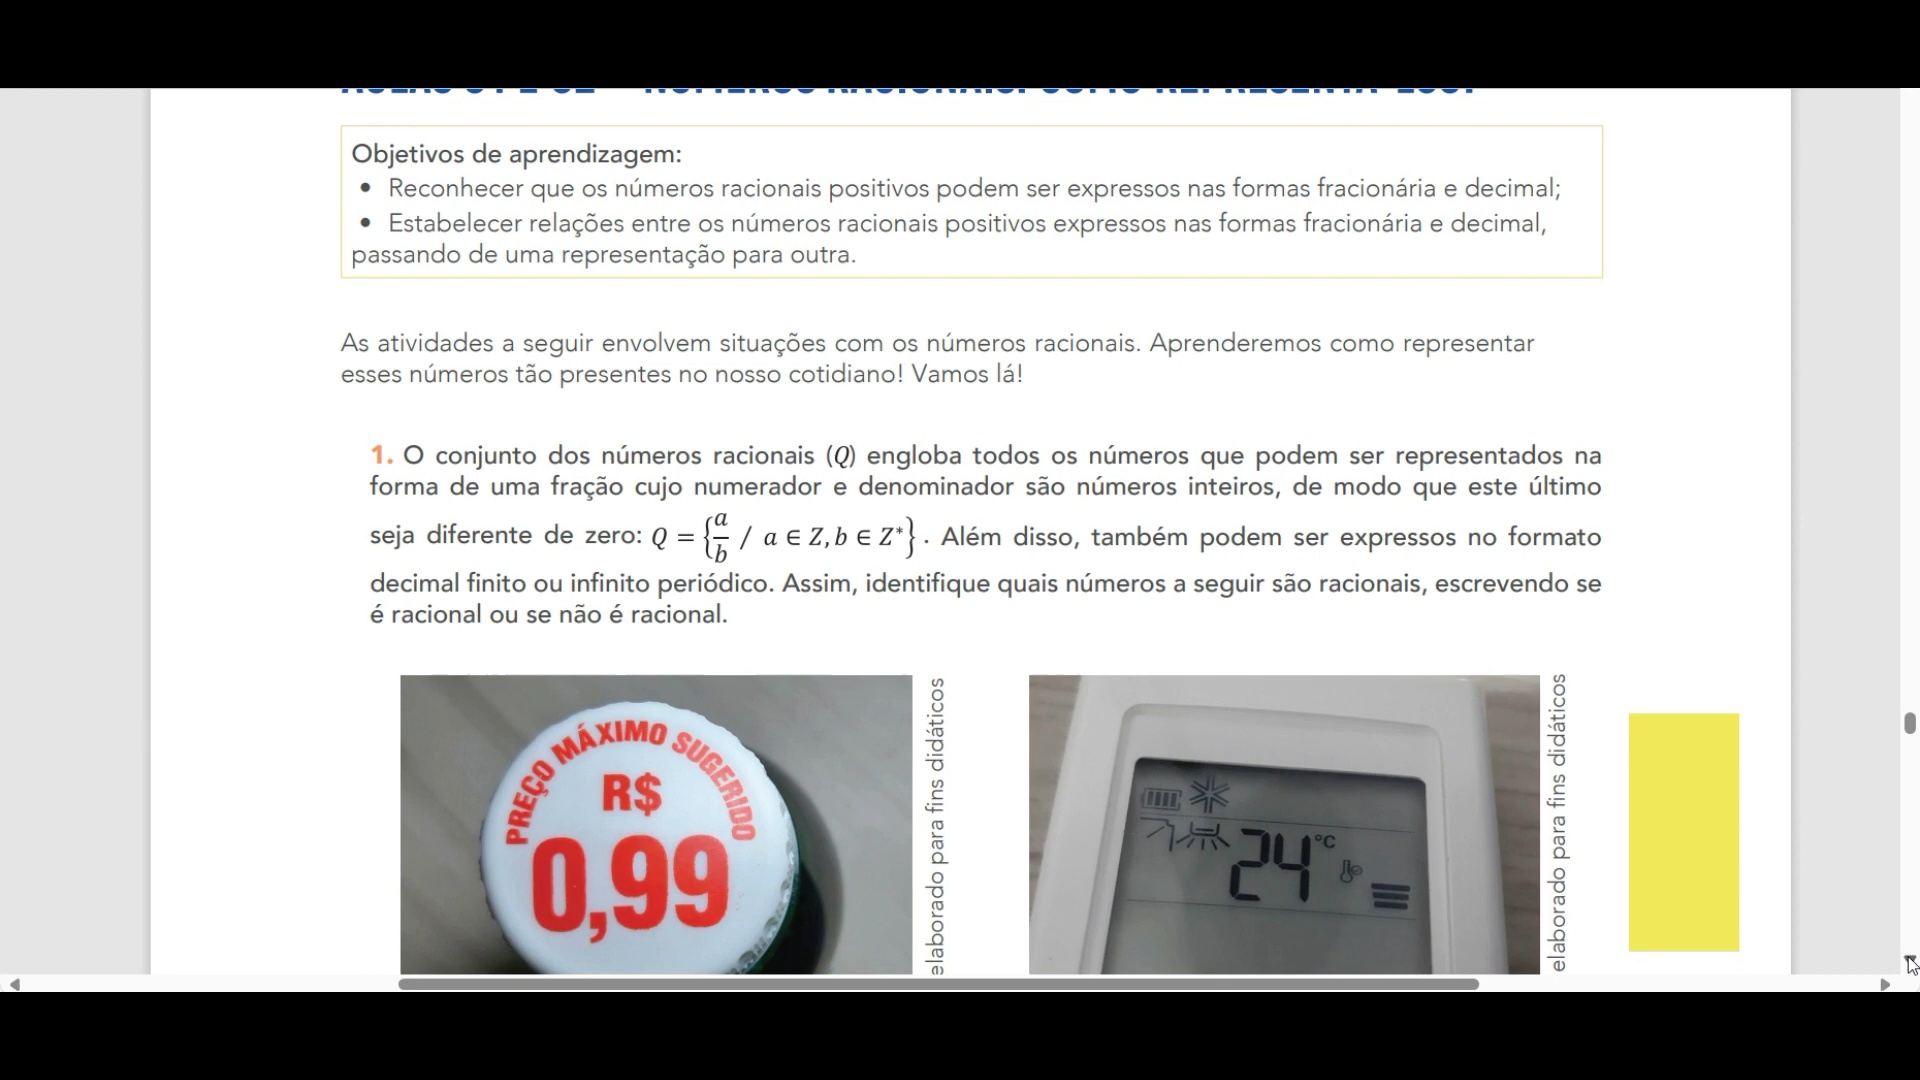 Objetivos de aprendizagem:
• Reconhecer que os números racionais positivos podem ser expressos nas formas fracionária e decimal;
• Estabelecer relações entre os números racionais positivos expressos nas formas fracionária e decimal,
passando de uma representação para outra.
As atividades a seguir envolvem situações com os números racionais. Aprenderemos como representar
esses números tão presentes no nosso cotidiano! Vamos lá!
1. O conjunto dos números racionais (Q) engloba todos os números que podem ser representados na
forma de uma fração cujo numerador e denominador são números inteiros, de modo que este último
seja diferente de zero: Q = {a/b / a ∈ Z, b ∈ Z*}. Além disso, também podem ser expressos no formato
decimal finito ou infinito periódico. Assim, identifique quais números a seguir são racionais, escrevendo se
é racional ou se não é racional.
PREÇO MÁXIMO SUGERIDO
R$
0,99
elaborado para fins didáticos
24 °C
elaborado para fins didáticos